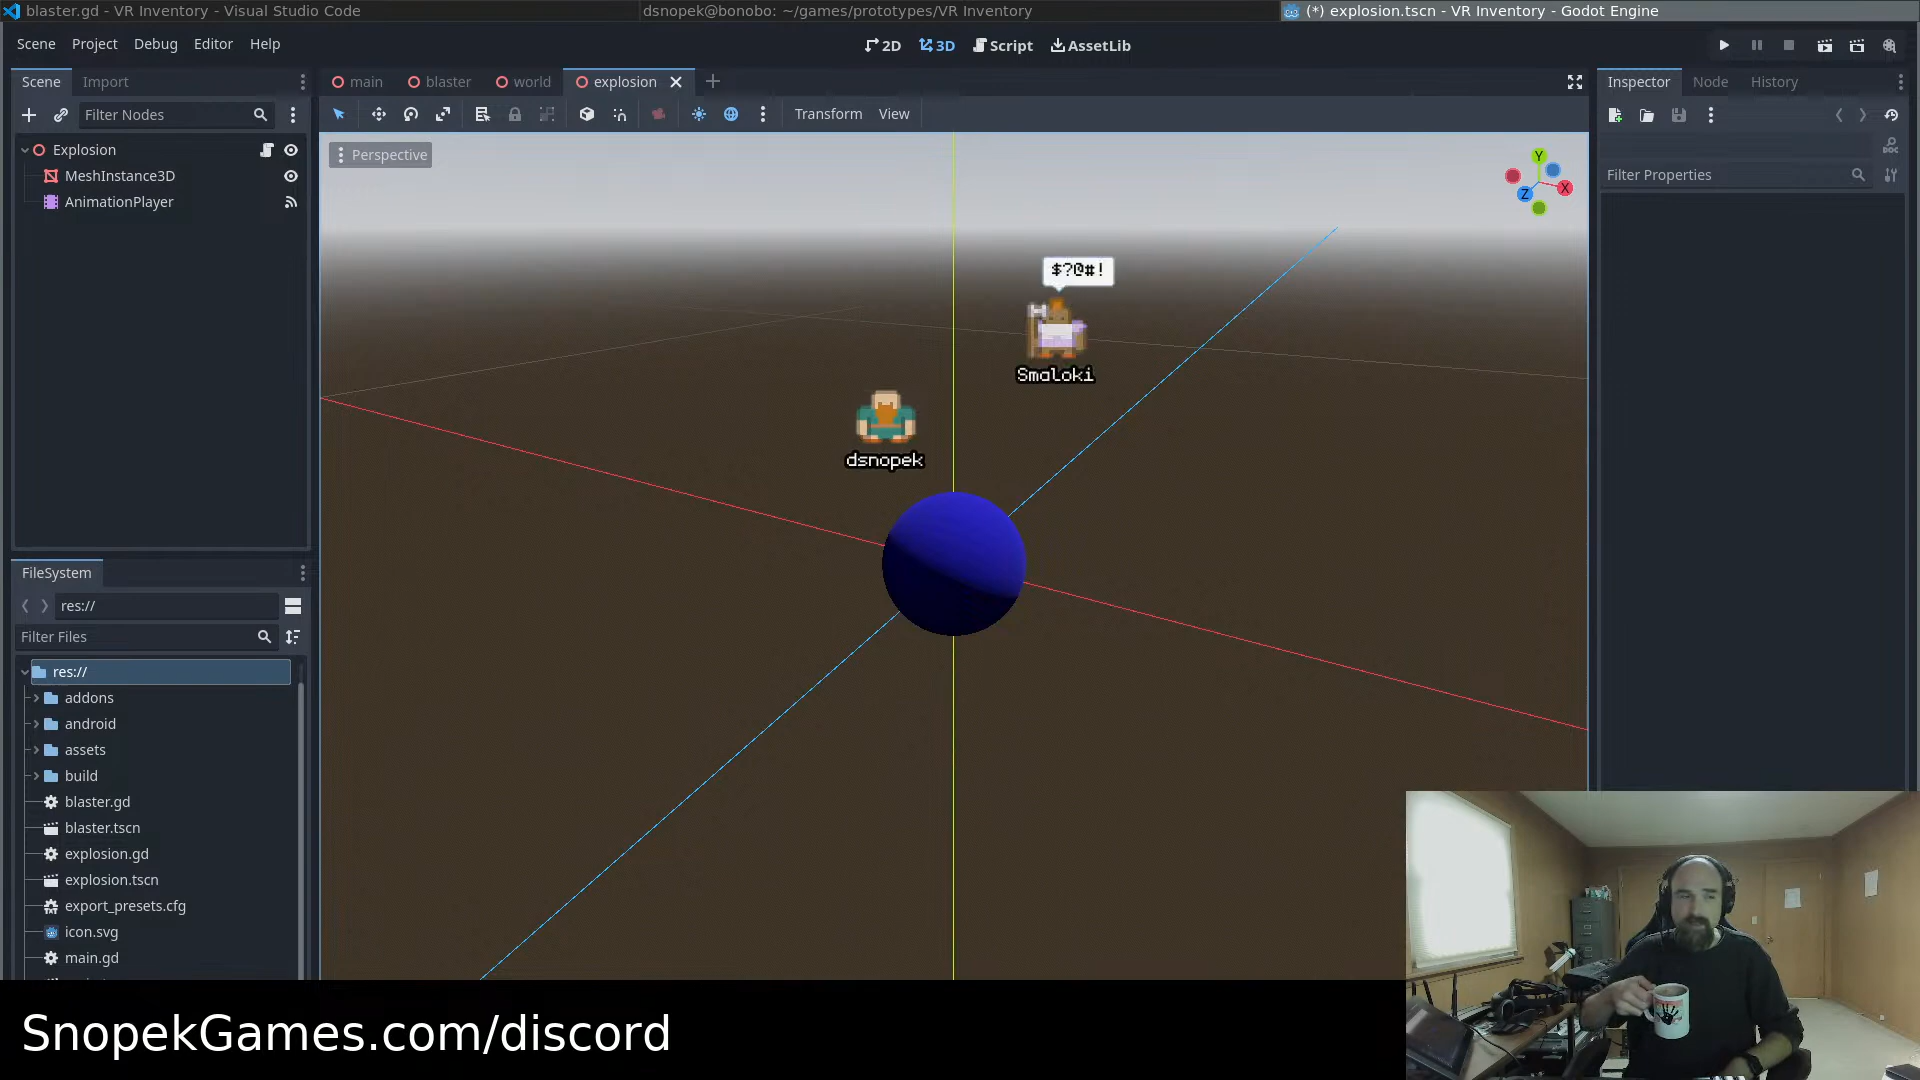 blaster.gd - VR Inventory - Visual Studio Code
dsnopek@bonobo: ~/games/prototypes/VR Inventory
(*) explosion.tscn - VR Inventory - Godot Engine
Scene Project Debug Editor Help
2D 3D Script AssetLib
Scene Import
main blaster world explosion
Inspector Node History
Filter Nodes
Transform View
Perspective
Y
X
Z
Filter Properties
DOC
Explosion
MeshInstance3D
AnimationPlayer
$?@#!
Smaloki
dsnopek
FileSystem
res://
Filter Files
res://
addons
android
assets
build
blaster.gd
blaster.tscn
explosion.gd
explosion.tscn
export_presets.cfg
icon.svg
main.gd
SnopekGames.com/discord